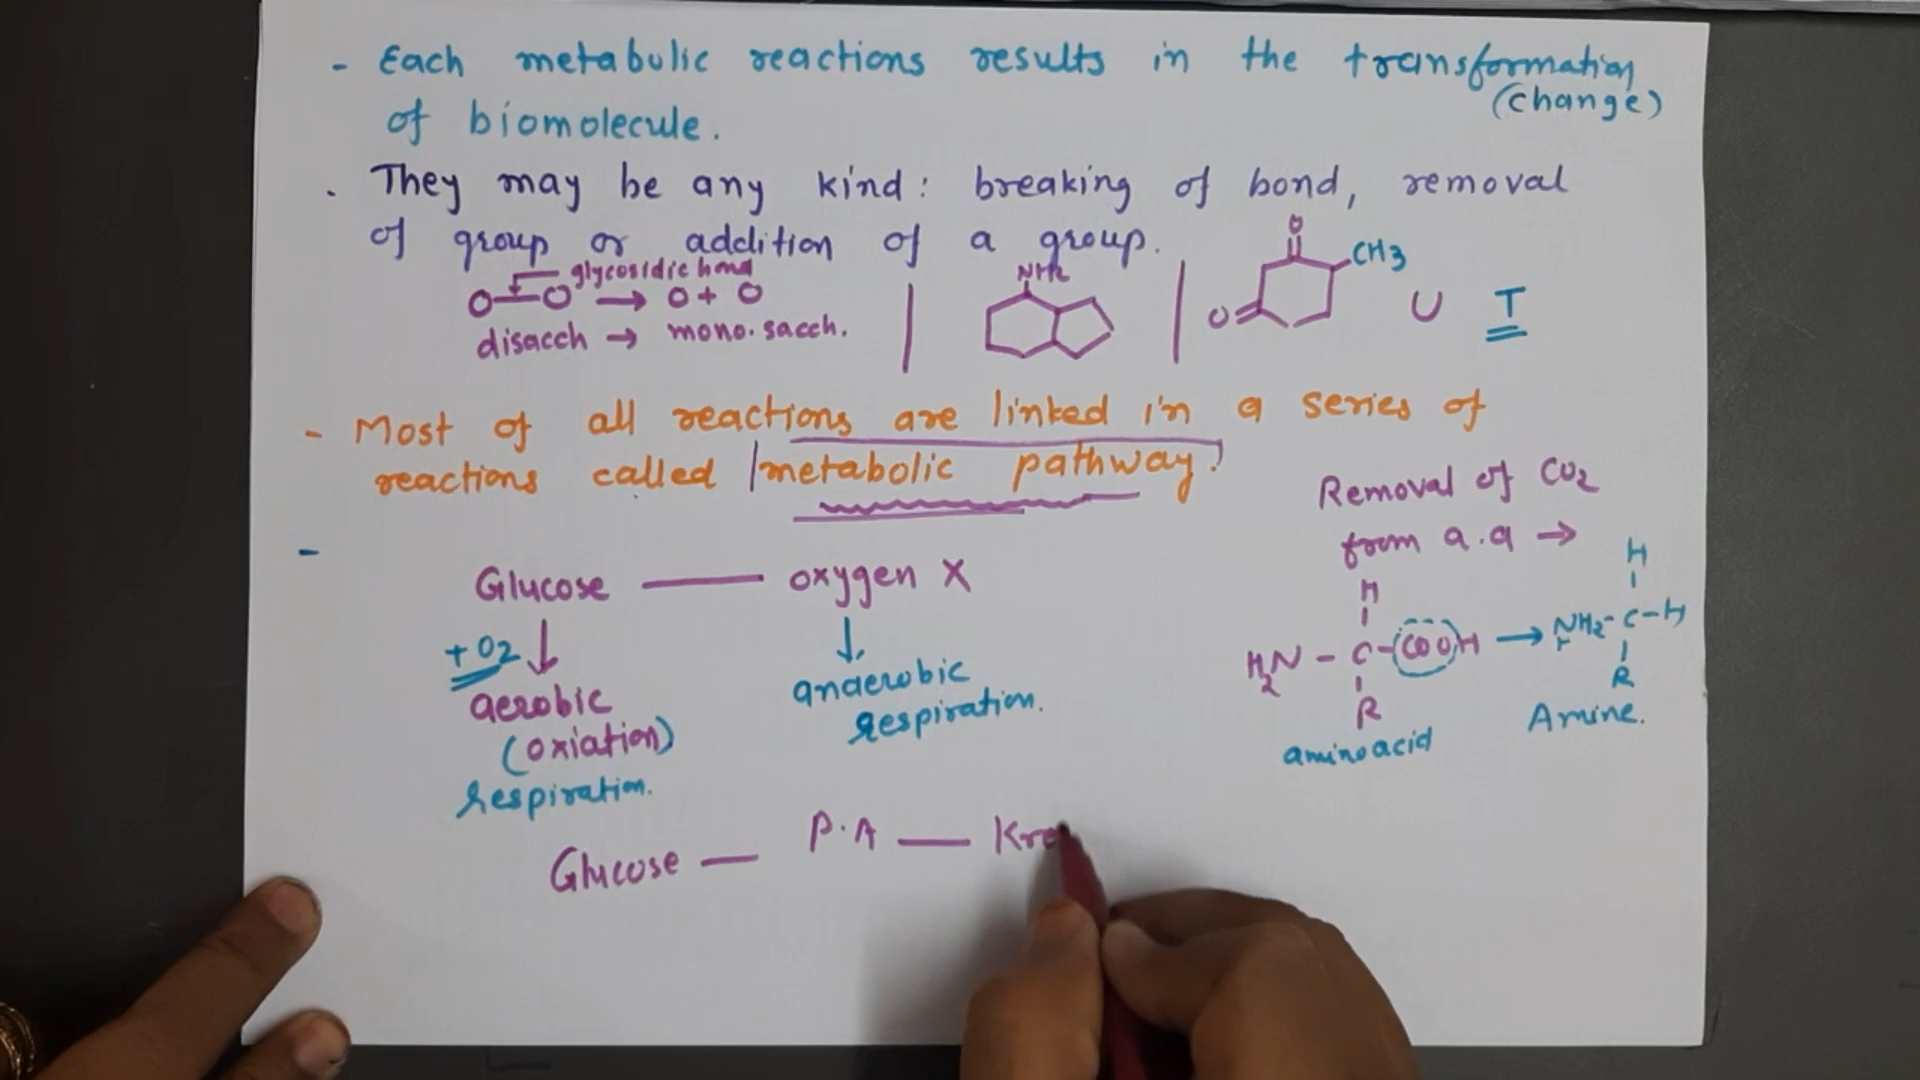 - Each metabolic reactions results in the transformation
(change)
of biomolecule.
. They may be any kind: breaking of bond, removal
of group or addition of a group.
glycosidic bond
O—O → O + O
disacch → mono.sacch.
NH2
O
CH3
O
U T
- Most of all reactions are linked in a series of
reactions called metabolic pathway.
Removal of CO2
from a.a →
-
Glucose — oxygen X
+ O2
aerobic
(oxiation)
respiration.
anaerobic
respiration.
H
H2N - C - COOH →
R
aminoacid
H
NH2 - C - H
R
Amine.
Glucose — P.A — Kre